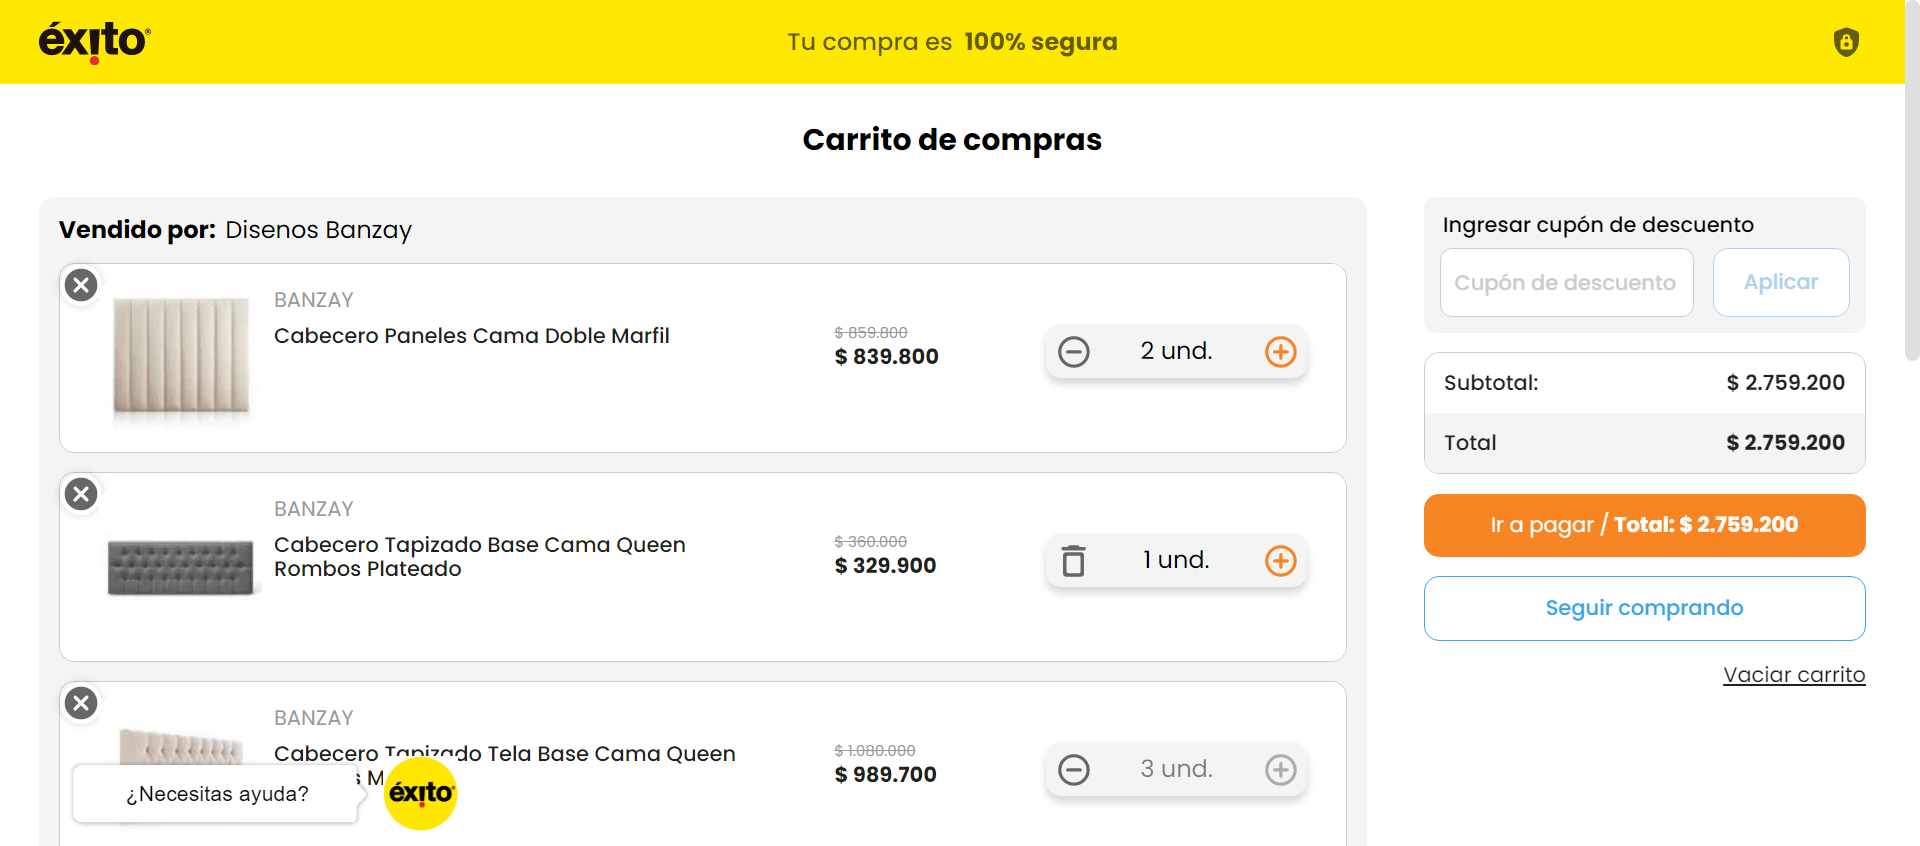 éxito
Tu compra es 100% segura
Carrito de compras
Vendido por: Disenos Banzay
BANZAY
Cabecero Paneles Cama Doble Marfil
$ 859.800
$ 839.800
2 und.
BANZAY
Cabecero Tapizado Base Cama Queen
Rombos Plateado
$ 360.000
$ 329.900
1 und.
BANZAY
Cabecero Tapizado Tela Base Cama Queen
$ 1.080.000
$ 989.700
3 und.
¿Necesitas ayuda?
éxito
Ingresar cupón de descuento
Cupón de descuento
Aplicar
Subtotal: $ 2.759.200
Total $ 2.759.200
Ir a pagar / Total: $ 2.759.200
Seguir comprando
Vaciar carrito